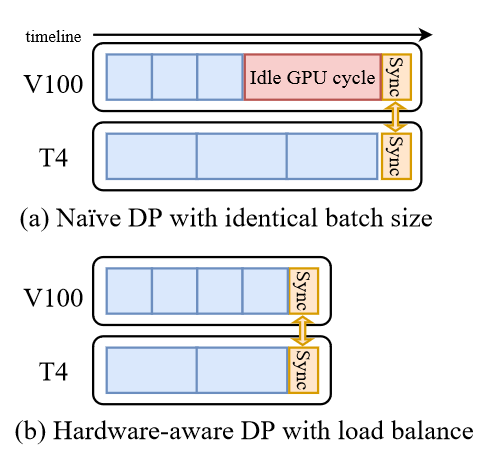 timeline
V100
Idle GPU cycle
Sync
T4
Sync
(a) Naïve DP with identical batch size
V100
Sync
T4
Sync
(b) Hardware-aware DP with load balance